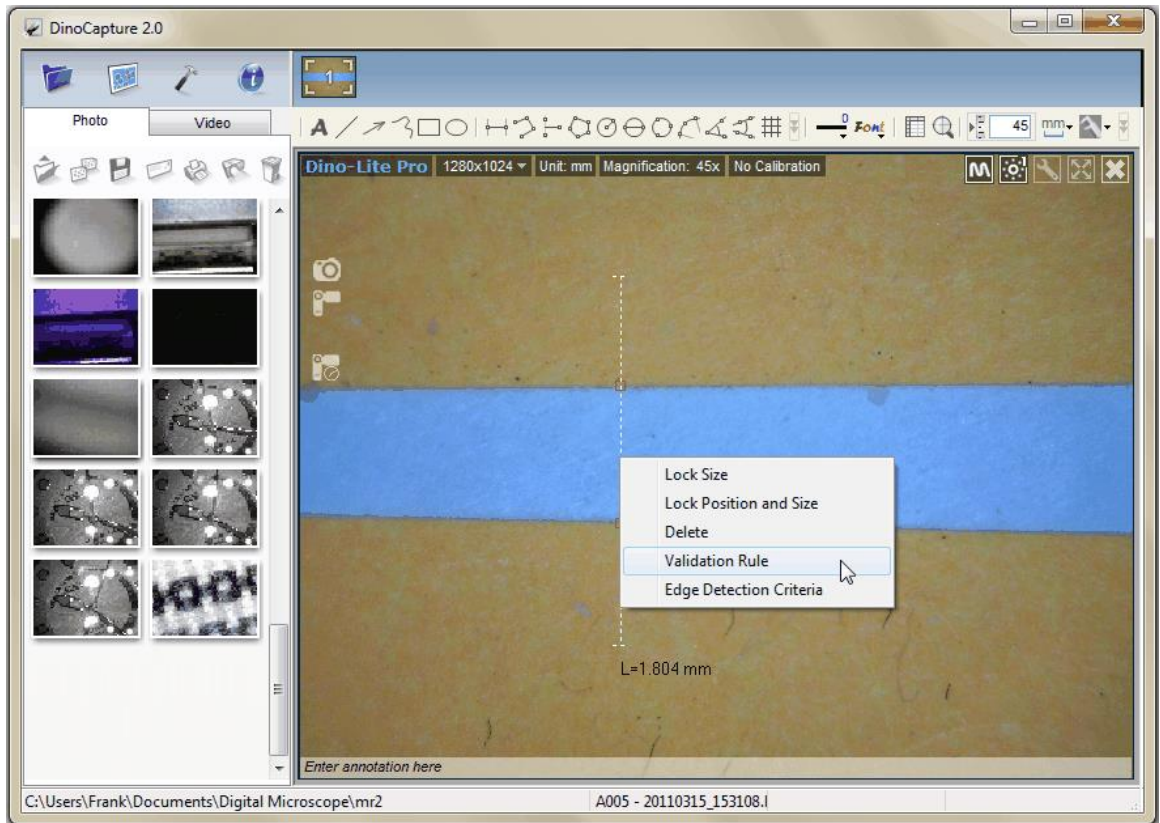 DinoCapture 2.0
1
Photo Video
A Font 45 mm
Dino-Lite Pro 1280x1024 Unit: mm Magnification: 45x No Calibration
Lock Size
Lock Position and Size
Delete
Validation Rule
Edge Detection Criteria
L=1.804 mm
Enter annotation here
C:\Users\Frank\Documents\Digital Microscope\mr2 A005 - 20110315_153108.